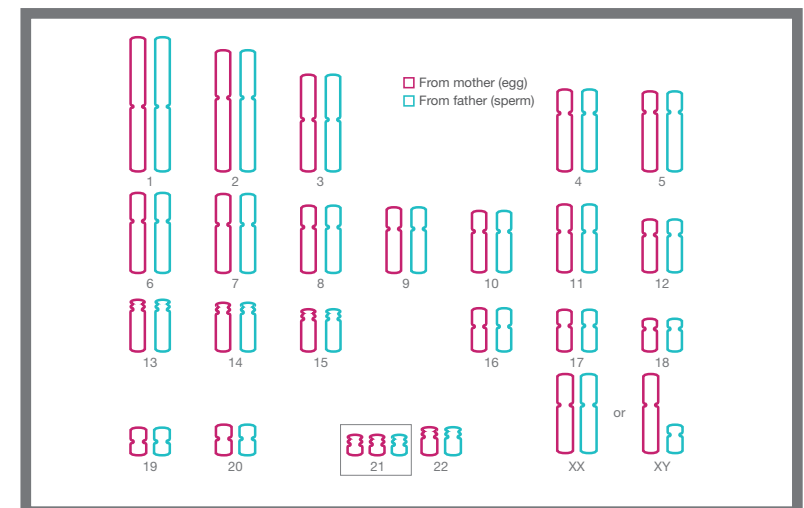 From mother (egg)
From father (sperm)
1 2 3 4 5
6 7 8 9 10 11 12
13 14 15 16 17 18
or
19 20 21 22 XX XY